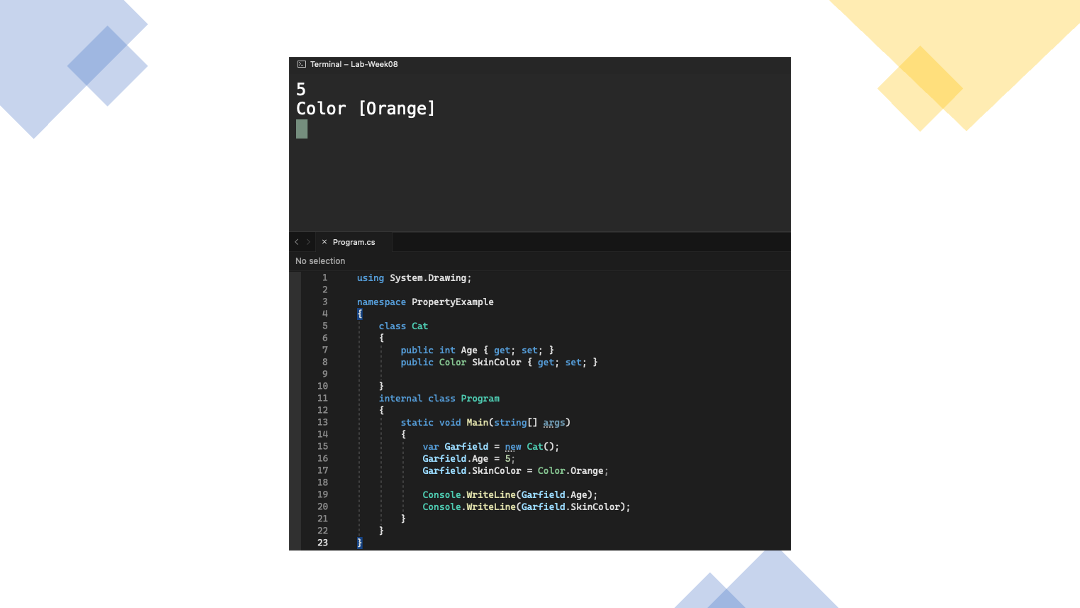 Terminal – Lab-Week08
5
Color [Orange]
Program.cs
No selection
1 using System.Drawing;
2
3 namespace PropertyExample
4 {
5 class Cat
6 {
7 public int Age { get; set; }
8 public Color SkinColor { get; set; }
9
10 }
11 internal class Program
12 {
13 static void Main(string[] args)
14 {
15 var Garfield = new Cat();
16 Garfield.Age = 5;
17 Garfield.SkinColor = Color.Orange;
18
19 Console.WriteLine(Garfield.Age);
20 Console.WriteLine(Garfield.SkinColor);
21 }
22 }
23 }